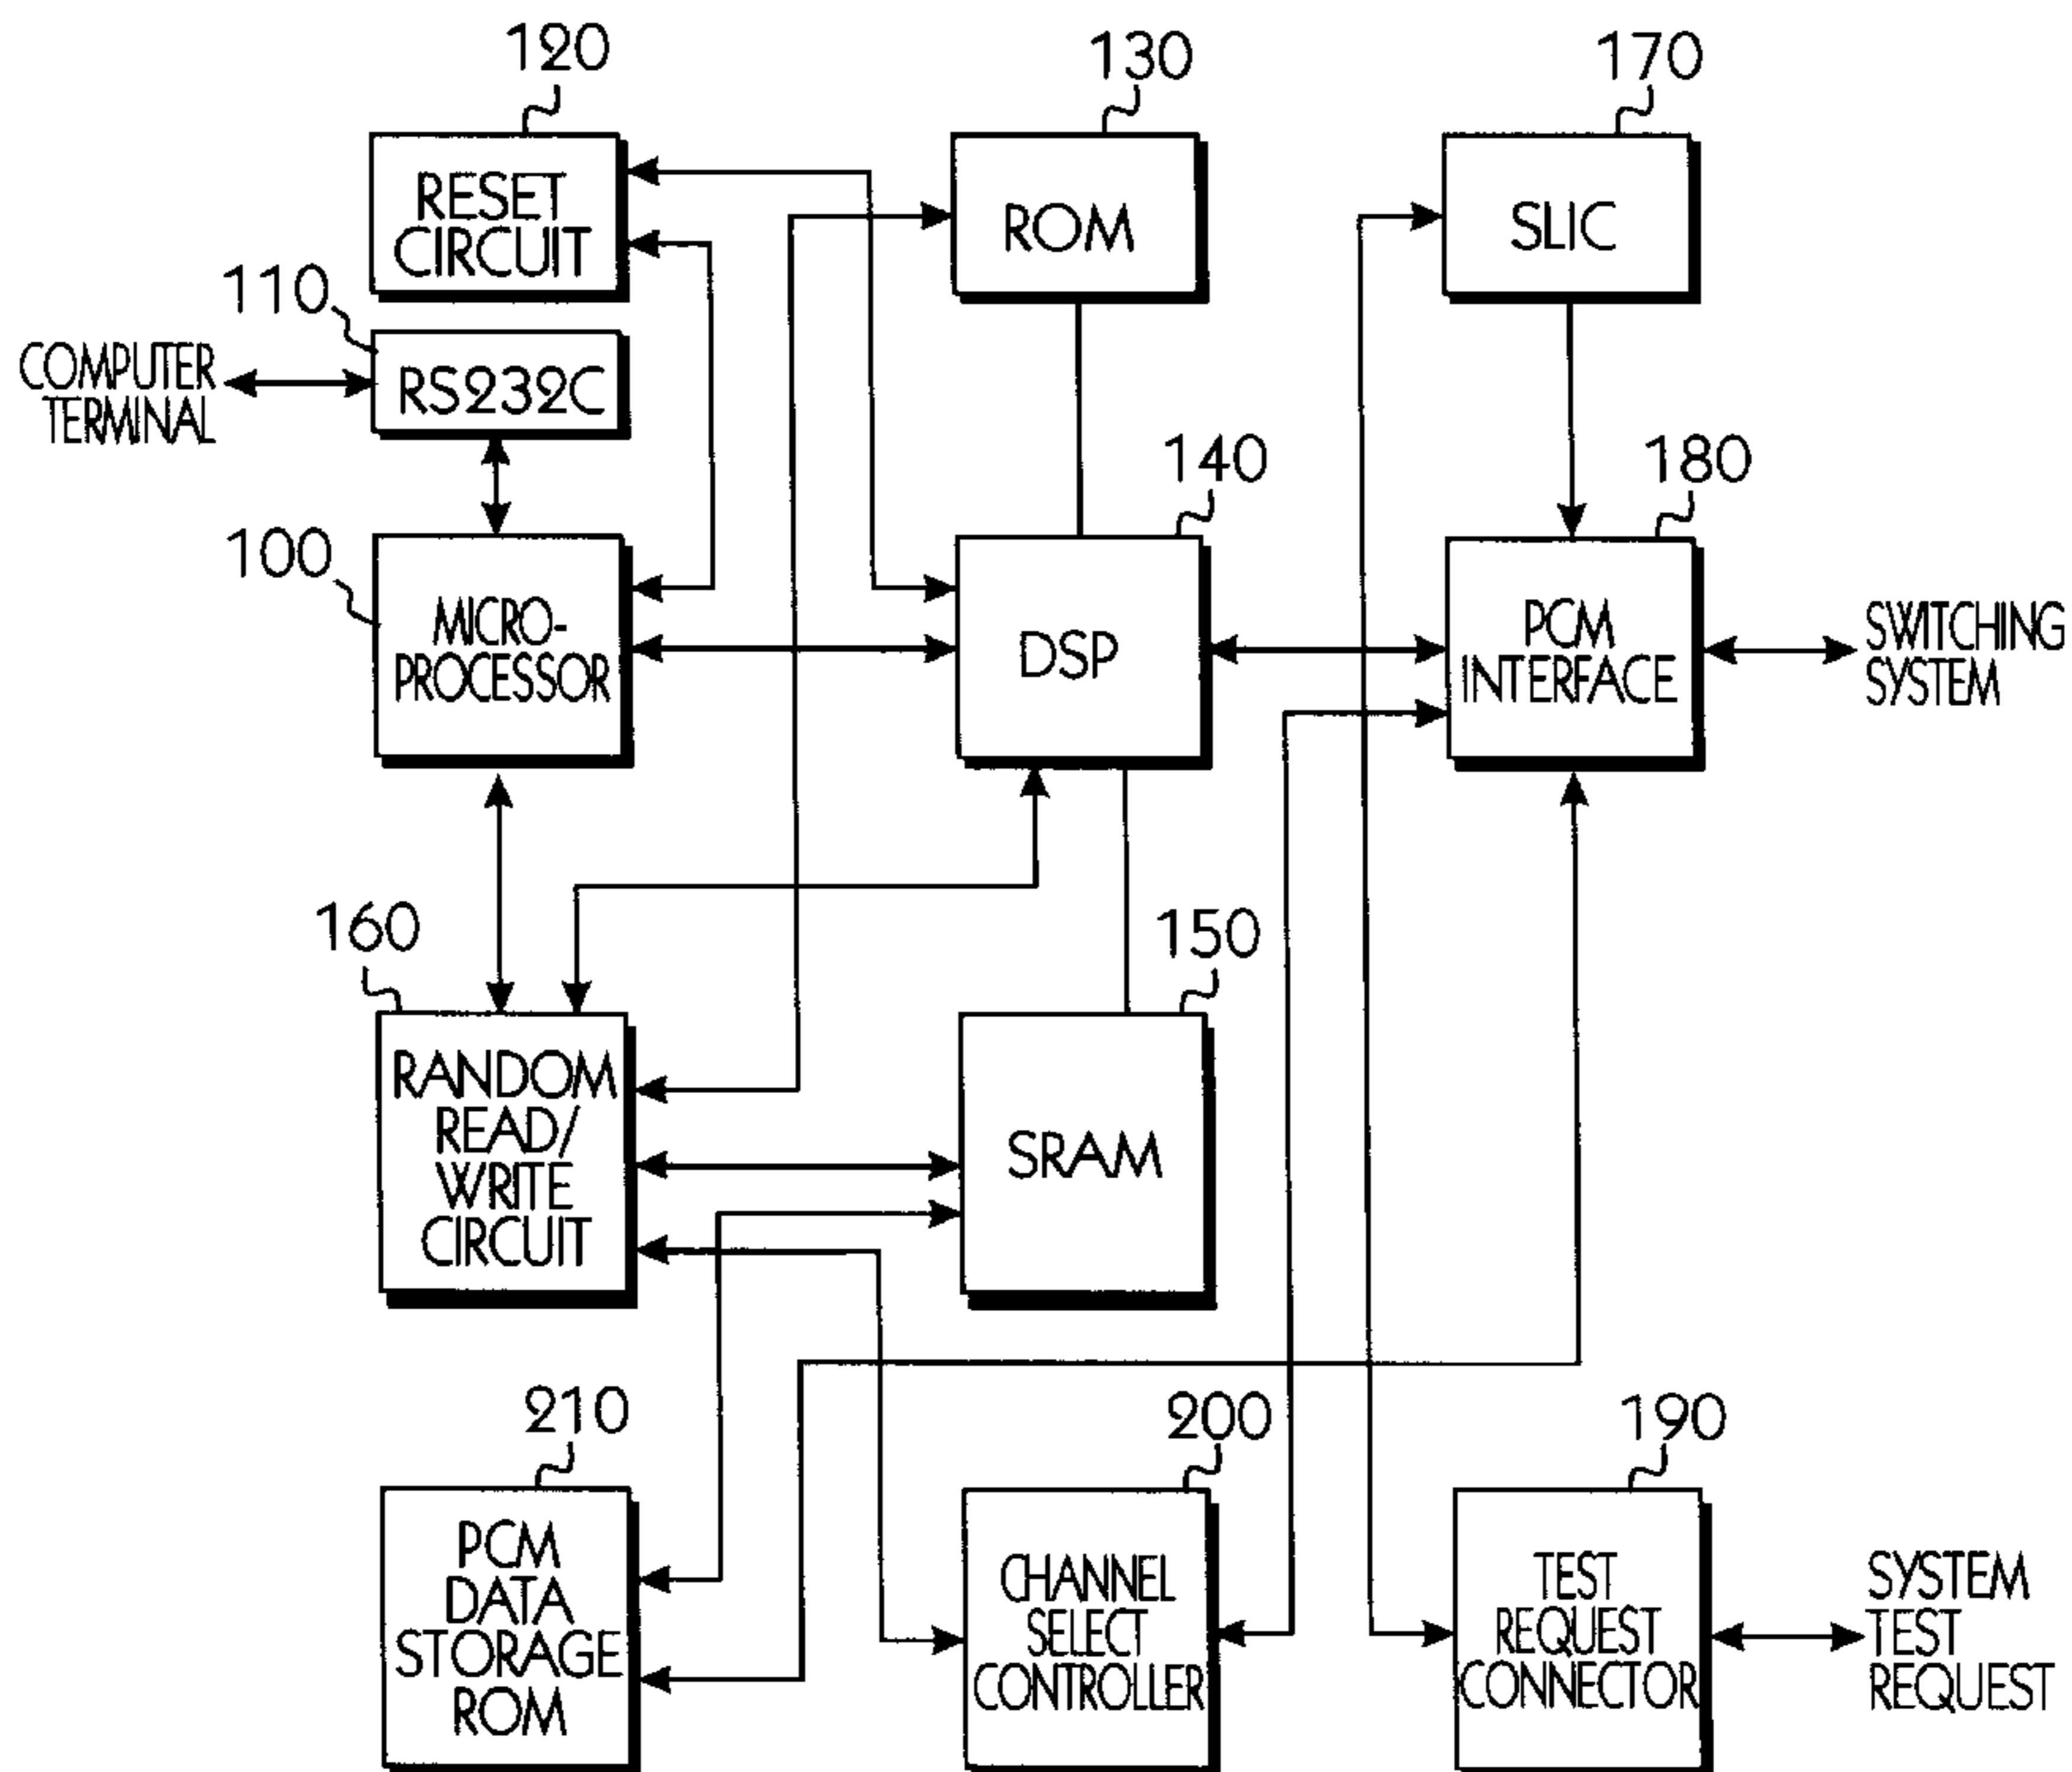 120
130
170
RESET
CIRCUIT
ROM
SLIC
110
COMPUTER
TERMINAL
RS232C
140
180
100
MICRO-
PROCESSOR
DSP
PCM
INTERFACE
SWITCHING
SYSTEM
160
150
RANDOM
READ/
WRITE
CIRCUIT
SRAM
210
200
190
PCM
DATA
STORAGE
ROM
CHANNEL
SELECT
CONTROLLER
TEST
REQUEST
CONNECTOR
SYSTEM
TEST
REQUEST